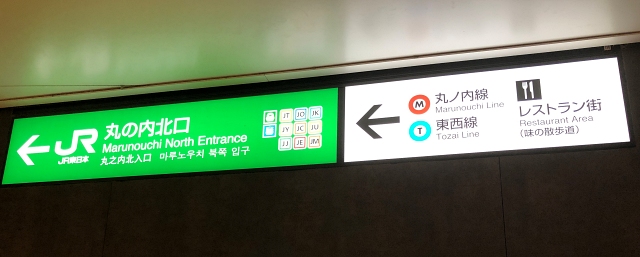 JR
JR東日本
丸の内北口
Marunouchi North Entrance
丸之内北入口 마루노우치 북쪽 입구
JT JO JK
JY JC JU
JJ JE JM
M 丸ノ内線
Marunouchi Line
T 東西線
Tozai Line
レストラン街
Restaurant Area
(味の散歩道)